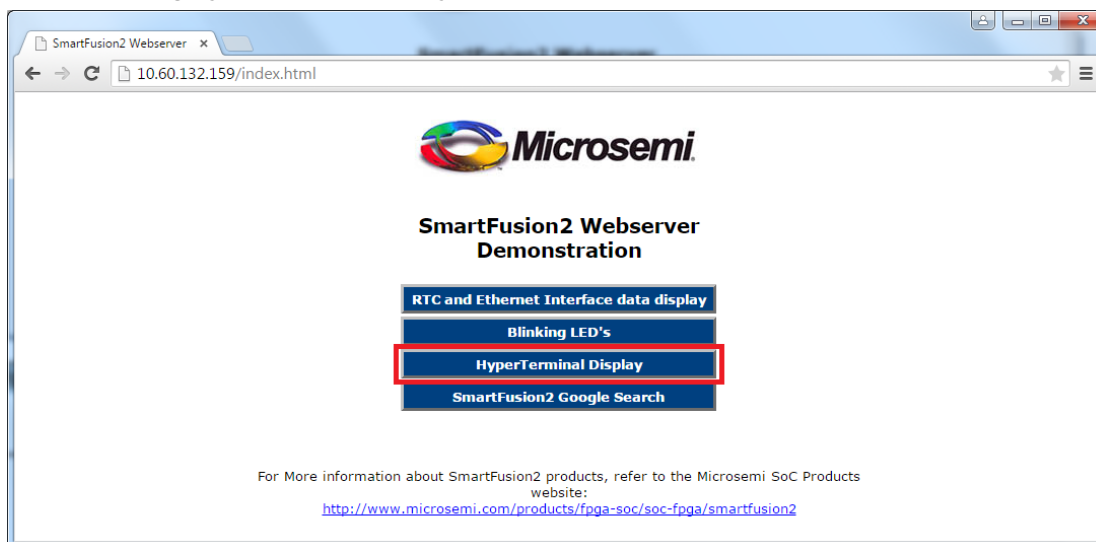 SmartFusion2 Webserver
10.60.132.159/index.html
Microsemi.
SmartFusion2 Webserver
Demonstration
RTC and Ethernet Interface data display
Blinking LED's
HyperTerminal Display
SmartFusion2 Google Search
For More information about SmartFusion2 products, refer to the Microsemi SoC Products
website:
http://www.microsemi.com/products/fpga-soc/soc-fpga/smartfusion2